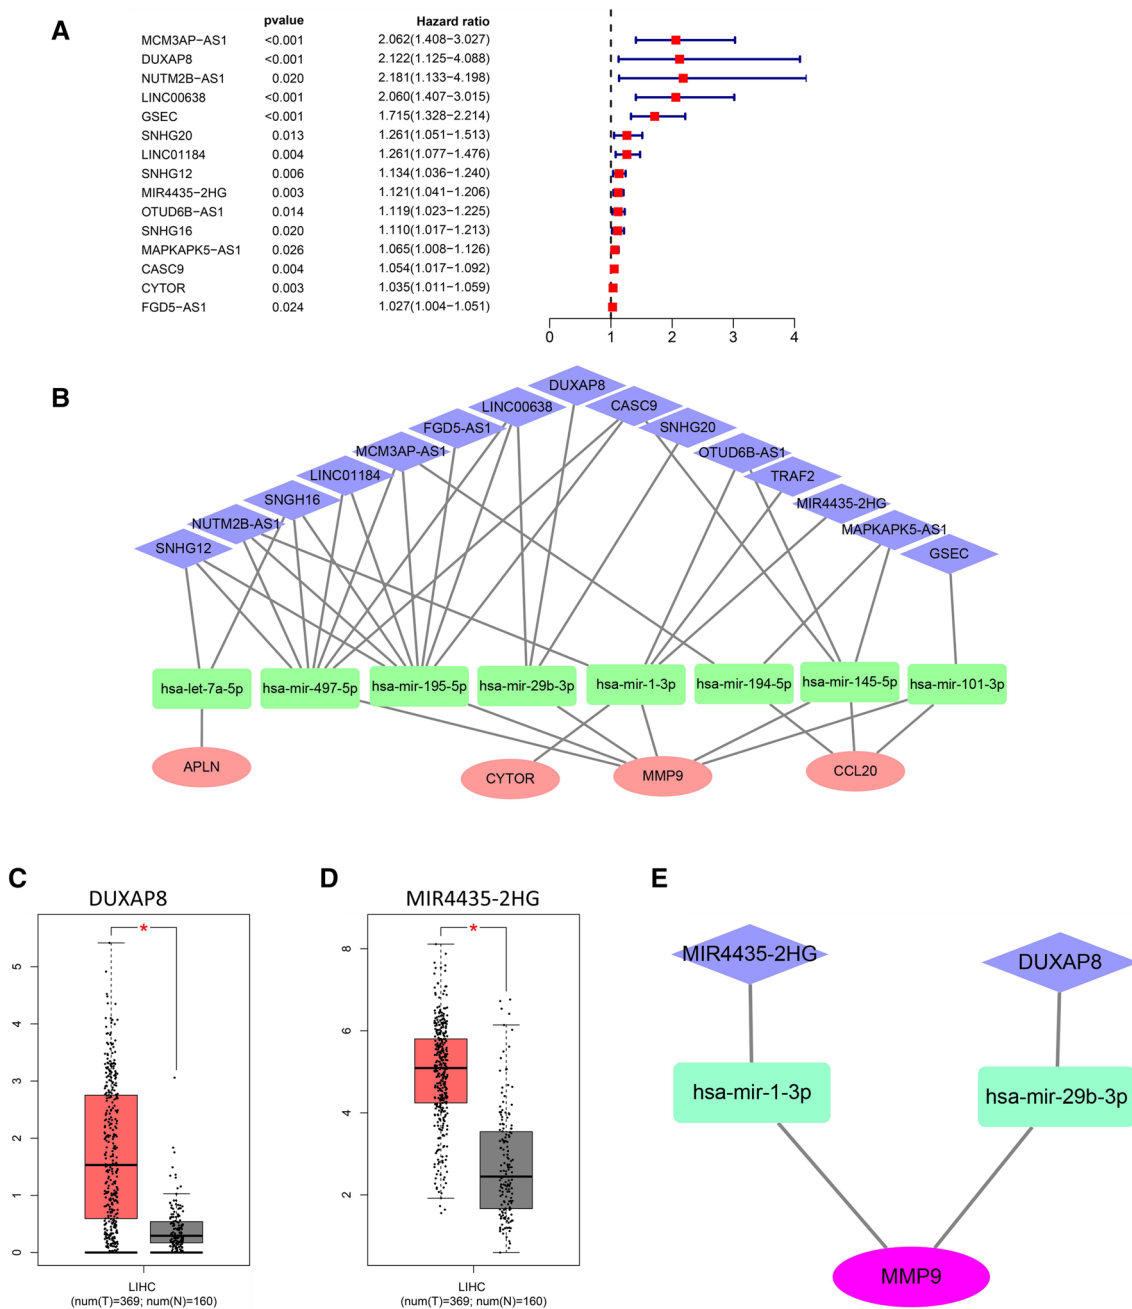 A
pvalue Hazard ratio
MCM3AP−AS1 <0.001 2.062(1.408−3.027)
DUXAP8 <0.001 2.122(1.125−4.088)
NUTM2B−AS1 0.020 2.181(1.133−4.198)
LINC00638 <0.001 2.060(1.407−3.015)
GSEC <0.001 1.715(1.328−2.214)
SNHG20 0.013 1.261(1.051−1.513)
LINC01184 0.004 1.261(1.077−1.476)
SNHG12 0.006 1.134(1.036−1.240)
MIR4435−2HG 0.003 1.121(1.041−1.206)
OTUD6B−AS1 0.014 1.119(1.023−1.225)
SNHG16 0.020 1.110(1.017−1.213)
MAPKAPK5−AS1 0.026 1.065(1.008−1.126)
CASC9 0.004 1.054(1.017−1.092)
CYTOR 0.003 1.035(1.011−1.059)
FGD5−AS1 0.024 1.027(1.004−1.051)
0 1 2 3 4
B
DUXAP8
LINC00638 CASC9
FGD5-AS1 SNHG20
MCM3AP-AS1 OTUD6B-AS1
LINC01184 TRAF2
SNGH16 MIR4435-2HG
NUTM2B-AS1 MAPKAPK5-AS1
SNHG12 GSEC
hsa-let-7a-5p hsa-mir-497-5p hsa-mir-195-5p hsa-mir-29b-3p hsa-mir-1-3p hsa-mir-194-5p hsa-mir-145-5p hsa-mir-101-3p
APLN CYTOR MMP9 CCL20
C
DUXAP8
*
5
4
3
2
1
0
LIHC
(num(T)=369; num(N)=160)
D
MIR4435-2HG
*
8
6
4
2
LIHC
(num(T)=369; num(N)=160)
E
MIR4435-2HG DUXAP8
hsa-mir-1-3p hsa-mir-29b-3p
MMP9